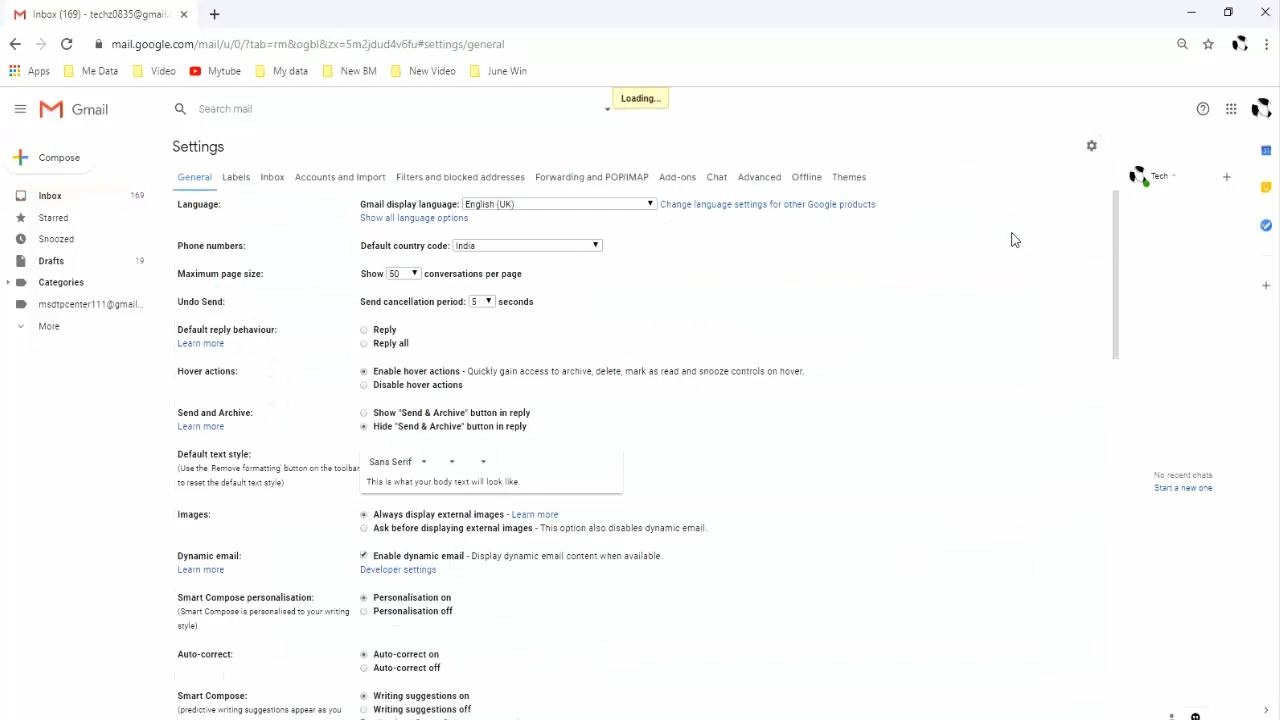 Inbox (169) - techz0835@gmail.
mail.google.com/mail/u/0/?tab=rm&ogbl&zx=5m2jdud4v6fu#settings/general
Apps Me Data Video Mytube My data New BM New Video June Win
Loading...
Gmail Search mail
Settings
Compose
Inbox 169
Starred
Snoozed
Drafts 19
Categories
msdtpcenter111@gmail...
More
General Labels Inbox Accounts and Import Filters and blocked addresses Forwarding and POP/IMAP Add-ons Chat Advanced Offline Themes
Language: Gmail display language: English (UK) Change language settings for other Google products
Show all language options
Phone numbers: Default country code: India
Maximum page size: Show 50 conversations per page
Undo Send: Send cancellation period: 5 seconds
Default reply behaviour: Reply
Learn more Reply all
Hover actions: Enable hover actions - Quickly gain access to archive, delete, mark as read and snooze controls on hover.
Disable hover actions
Send and Archive: Show "Send & Archive" button in reply
Learn more Hide "Send & Archive" button in reply
Default text style: Sans Serif
(Use the 'Remove formatting' button on the toolbar
to reset the default text style) This is what your body text will look like.
Images: Always display external images - Learn more
Ask before displaying external images - This option also disables dynamic email.
Dynamic email: Enable dynamic email - Display dynamic email content when available.
Learn more Developer settings
Smart Compose personalisation: Personalisation on
(Smart Compose is personalised to your writing Personalisation off
style)
Auto-correct: Auto-correct on
Auto-correct off
Smart Compose: Writing suggestions on
(predictive writing suggestions appear as you Writing suggestions off
Tech
No recent chats
Start a new one